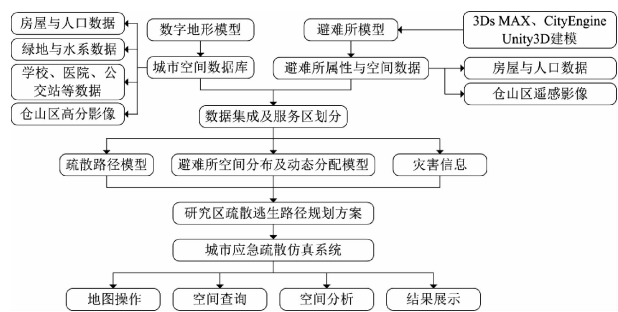 房屋与人口数据
数字地形模型
避难所模型
3Ds MAX、CityEngine
Unity3D建模
绿地与水系数据
城市空间数据库
避难所属性与空间数据
房屋与人口数据
学校、医院、公
交站等数据
仓山区遥感影像
仓山区高分影像
数据集成及服务区划分
疏散路径模型
避难所空间分布及动态分配模型
灾害信息
研究区疏散逃生路径规划方案
城市应急疏散仿真系统
地图操作
空间查询
空间分析
结果展示